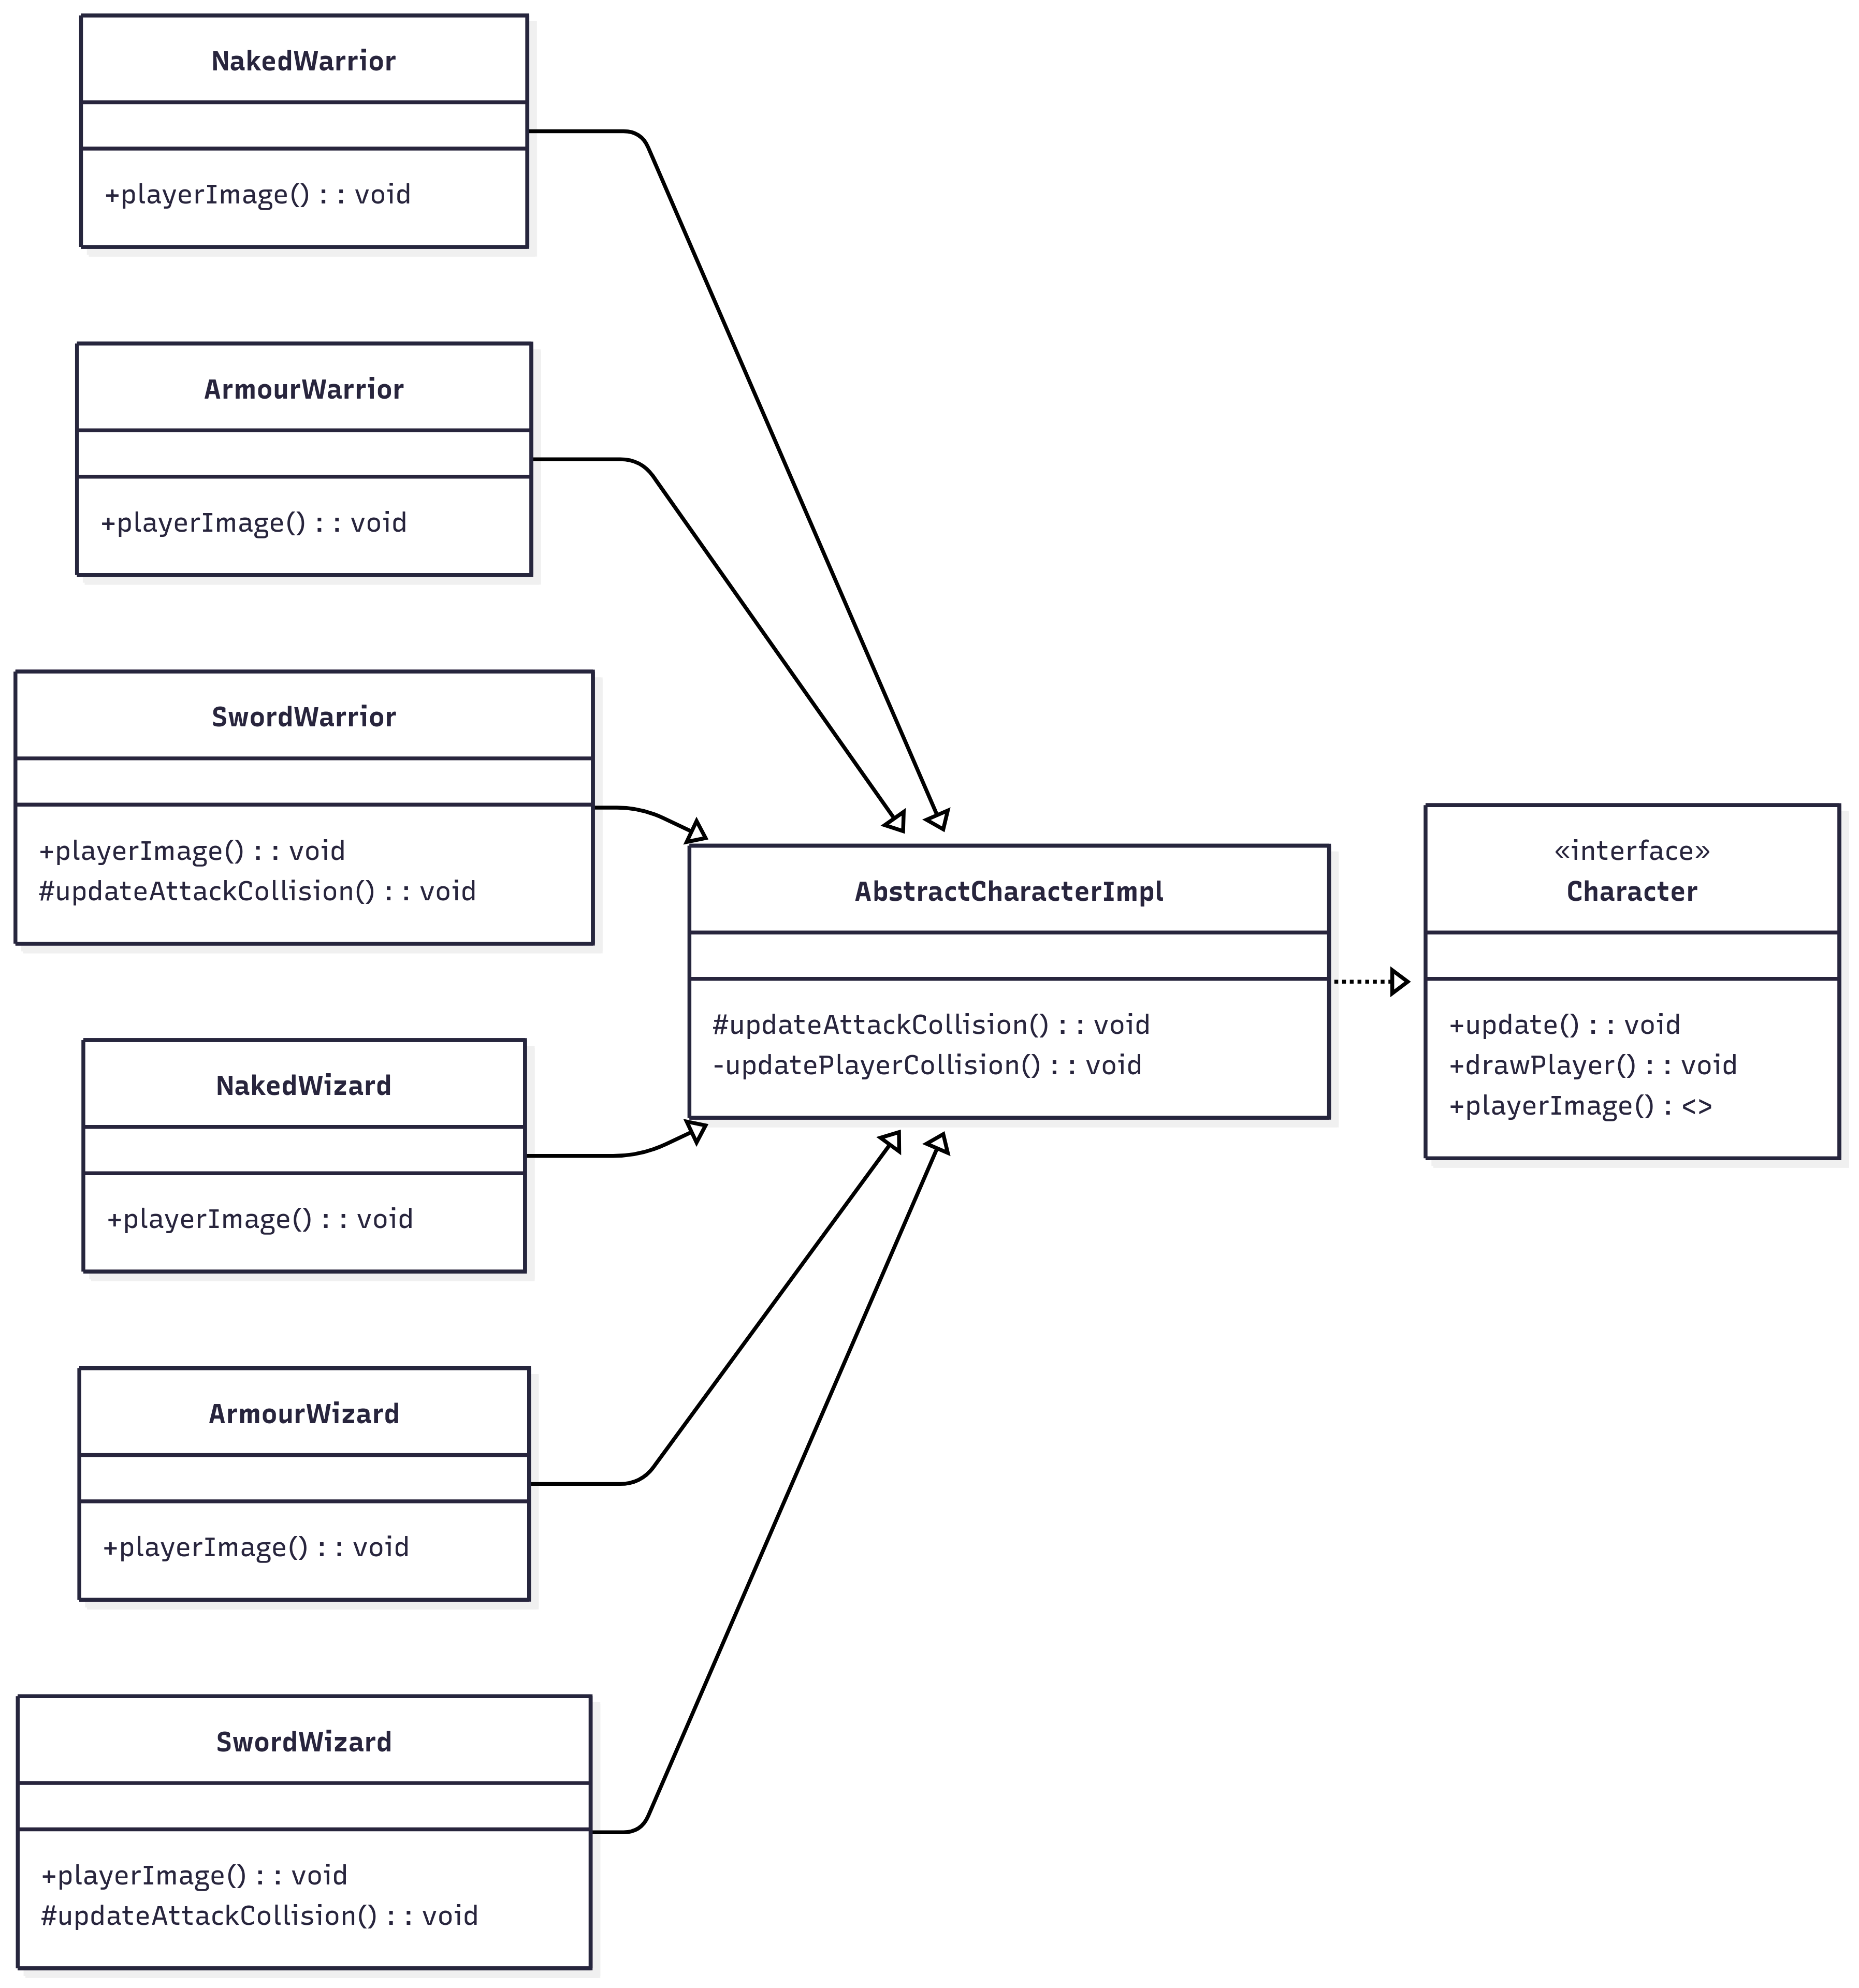 NakedWarrior
+playerImage() : : void
ArmourWarrior
+playerImage() : : void
SwordWarrior
+playerImage() : : void
#updateAttackCollision() : : void
NakedWizard
+playerImage() : : void
ArmourWizard
+playerImage() : : void
SwordWizard
+playerImage() : : void
#updateAttackCollision() : : void
AbstractCharacterImpl
#updateAttackCollision() : : void
-updatePlayerCollision() : : void
«interface»
Character
+update() : : void
+drawPlayer() : : void
+playerImage() : <>